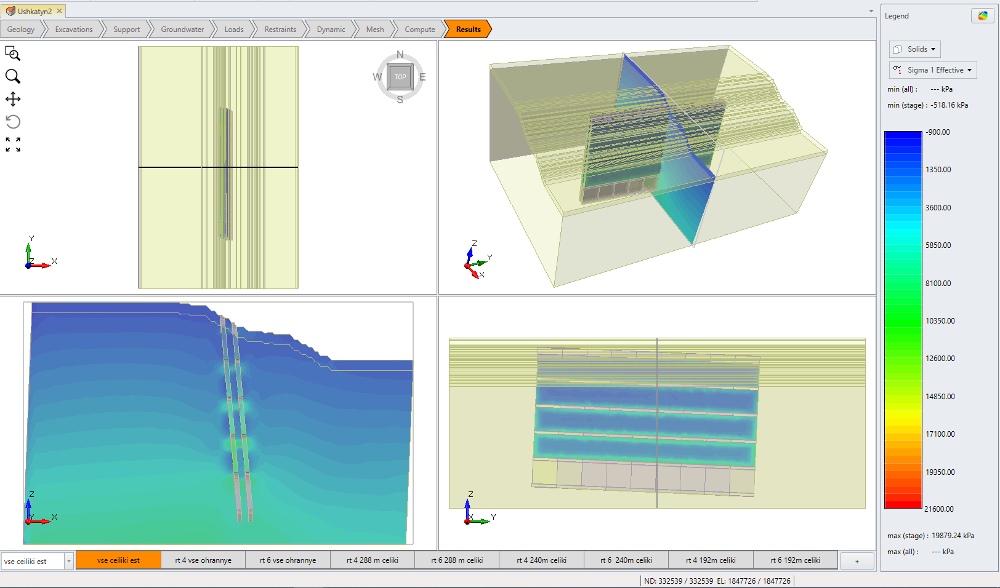 Ushkatyn2
Geology
Excavations
Support
Groundwater
Loads
Restraints
Dynamic
Mesh
Compute
Results
N
W
TOP
E
S
Y
Z
X
Z
Y
X
Z
Y
X
Z
X
Y
Legend
Solids
Sigma 1 Effective
min (all) : --- kPa
min (stage) : -518.16 kPa
-900.00
1350.00
3600.00
5850.00
8100.00
10350.00
12600.00
14850.00
17100.00
19350.00
21600.00
max (stage) : 19879.24 kPa
max (all) : --- kPa
vse ceiliki est
vse ceiliki est
rt 4 vse ohrannye
rt 6 vse ohrannye
rt 4 288 m celiki
rt 6 288 m celiki
rt 4 240m celiki
rt 6 240m celiki
rt 4 192m celiki
rt 6 192m celiki
+
ND: 332539 / 332539 EL: 1847726 / 1847726